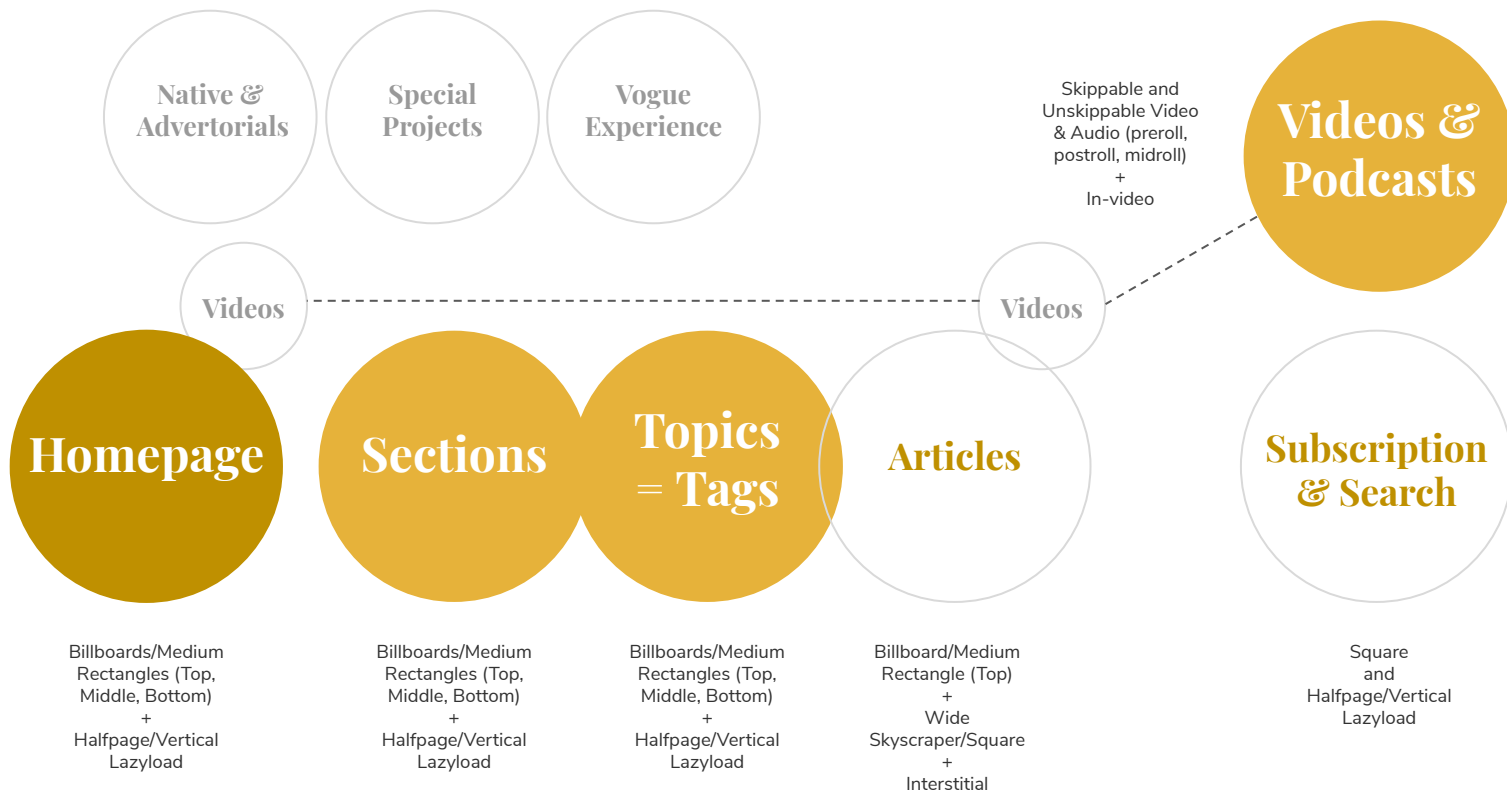 Native &
Advertorials
Special
Projects
Vogue
Experience
Skippable and
Unskippable Video
& Audio (preroll,
postroll, midroll)
+
In-video
Videos &
Podcasts
Videos
Videos
Homepage
Sections
Topics
= Tags
Articles
Subscription
& Search
Billboards/Medium
Rectangles (Top,
Middle, Bottom)
+
Halfpage/Vertical
Lazyload
Billboards/Medium
Rectangles (Top,
Middle, Bottom)
+
Halfpage/Vertical
Lazyload
Billboards/Medium
Rectangles (Top,
Middle, Bottom)
+
Halfpage/Vertical
Lazyload
Billboard/Medium
Rectangle (Top)
+
Wide
Skyscraper/Square
+
Interstitial
Square
and
Halfpage/Vertical
Lazyload